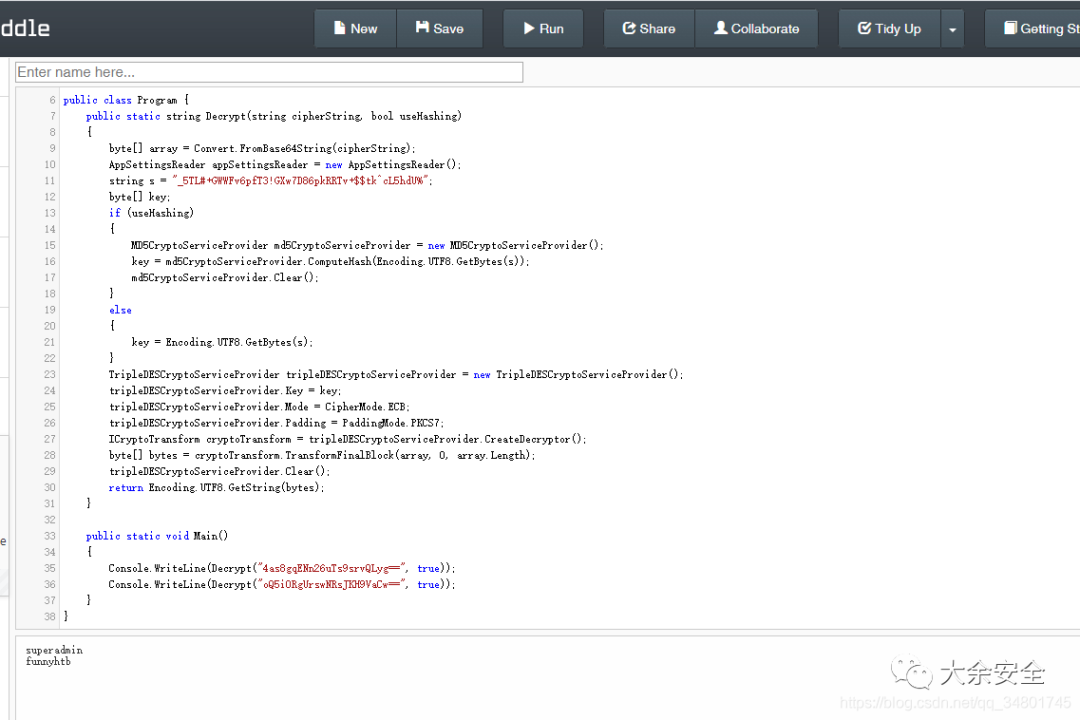 ddle
New
Save
Run
Share
Collaborate
Tidy Up
Getting St
Enter name here...
6 public class Program {
7 public static string Decrypt(string cipherString, bool useHashing)
8 {
9 byte[] array = Convert.FromBase64String(cipherString);
10 AppSettingsReader appSettingsReader = new AppSettingsReader();
11 string s = "_5TL#+GWWFv6pfT3!GXw7D86pkRRTv+$$tk^cL5hdU%";
12 byte[] key;
13 if (useHashing)
14 {
15 MD5CryptoServiceProvider md5CryptoServiceProvider = new MD5CryptoServiceProvider();
16 key = md5CryptoServiceProvider.ComputeHash(Encoding.UTF8.GetBytes(s));
17 md5CryptoServiceProvider.Clear();
18 }
19 else
20 {
21 key = Encoding.UTF8.GetBytes(s);
22 }
23 TripleDESCryptoServiceProvider tripleDESCryptoServiceProvider = new TripleDESCryptoServiceProvider();
24 tripleDESCryptoServiceProvider.Key = key;
25 tripleDESCryptoServiceProvider.Mode = CipherMode.ECB;
26 tripleDESCryptoServiceProvider.Padding = PaddingMode.PKCS7;
27 ICryptoTransform cryptoTransform = tripleDESCryptoServiceProvider.CreateDecryptor();
28 byte[] bytes = cryptoTransform.TransformFinalBlock(array, 0, array.Length);
29 tripleDESCryptoServiceProvider.Clear();
30 return Encoding.UTF8.GetString(bytes);
31 }
32
33 public static void Main()
34 {
35 Console.WriteLine(Decrypt("4as8gqENn26uTs9srvQLyg==", true));
36 Console.WriteLine(Decrypt("oQ5iORgUrswNRsJKH9VaCw==", true));
37 }
38 }
e
superadmin
funnyhtb
大余安全
https://blog.csdn.net/qq_34801745